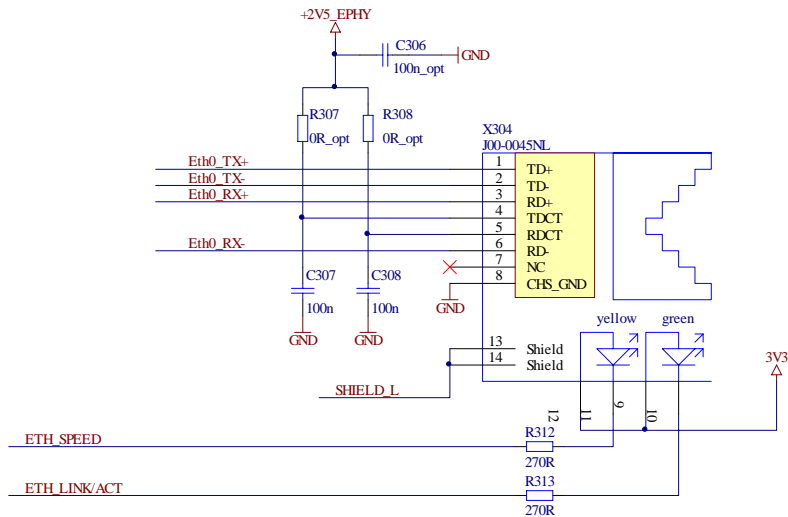 +2V5_EPHY
C306
100n_opt
GND
R307
R308
0R_opt
0R_opt
X304
J00-0045NL
Eth0_TX+
1
TD+
Eth0_TX-
2
TD-
Eth0_RX+
3
RD+
4
TDCT
5
RDCT
Eth0_RX-
6
RD-
7
NC
8
CHS_GND
C307
C308
100n
100n
GND
GND
GND
yellow
green
13
Shield
14
Shield
3V3
SHIELD_L
12
11
9
10
ETH_SPEED
R312
270R
ETH_LINK/ACT
R313
270R